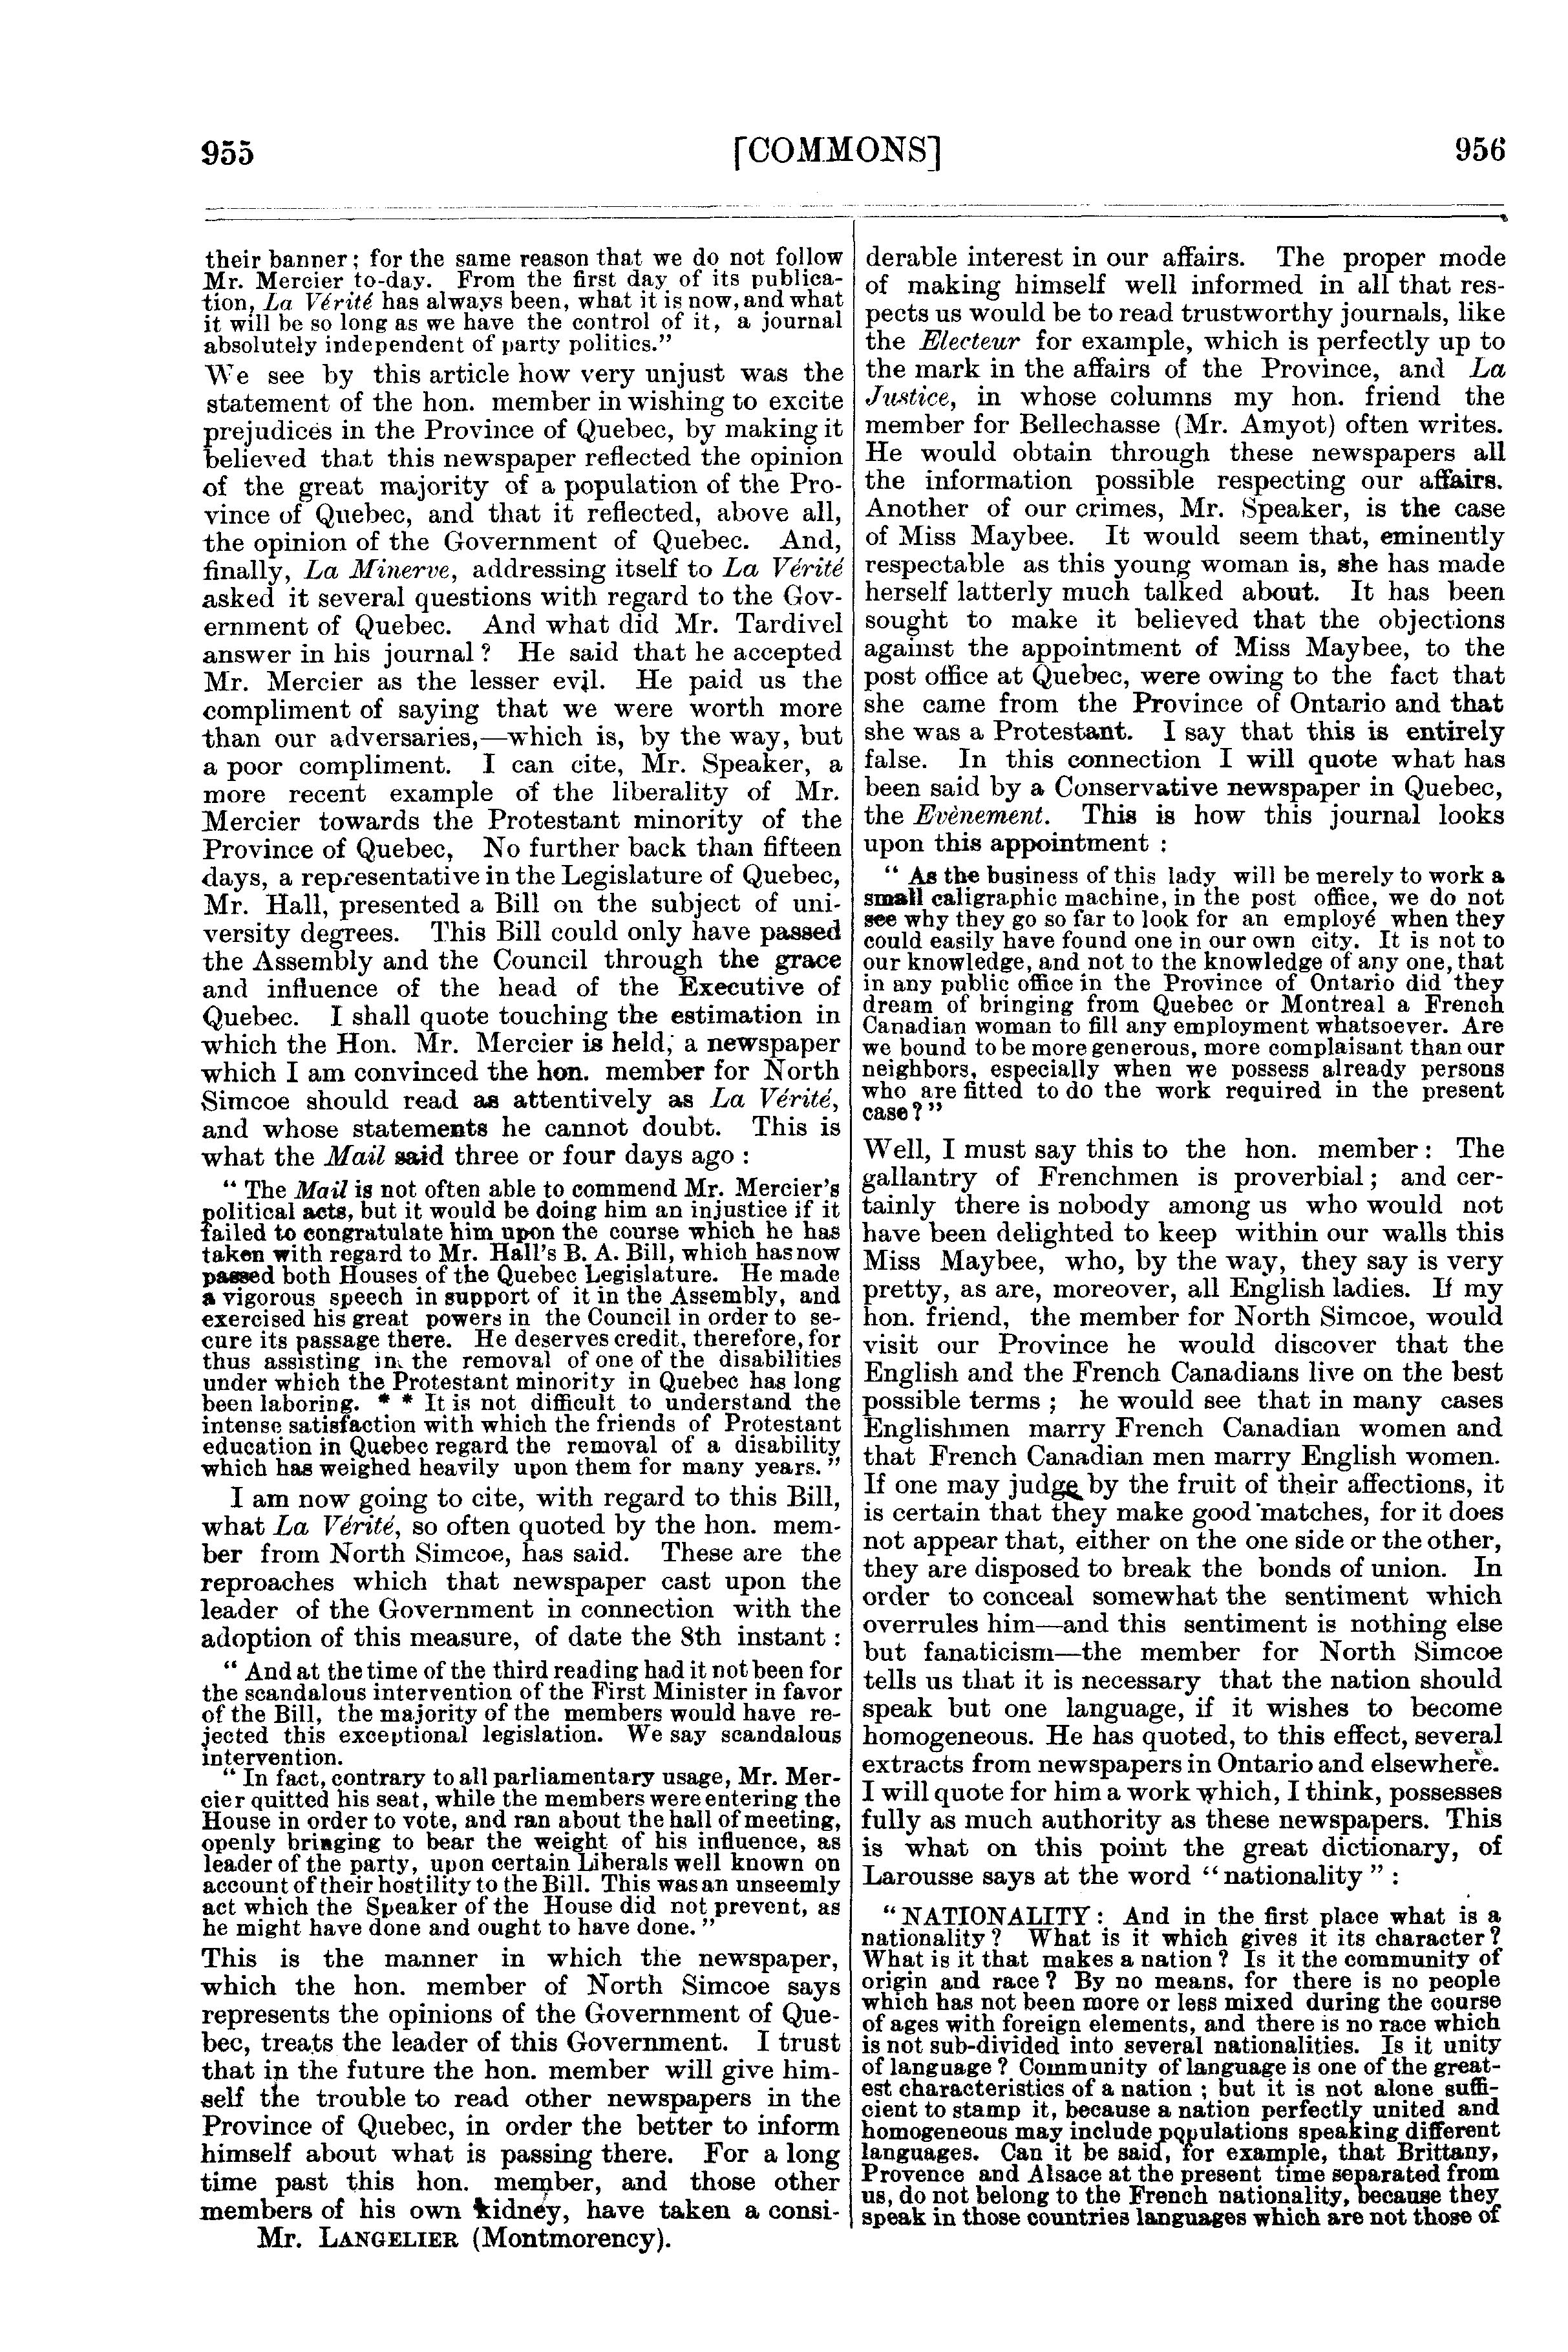 955
[COMMONS]
956
their banner; for the same reason that we do not follow
Mr. Mercier to-day. From the first day of its publica-
tion, La Vérité has always been, what it is now, and what
it will be so long as we have the control of it, a journal
absolutely independent of party politics."
We see by this article how very unjust was the
statement of the hon. member in wishing to excite
prejudices in the Province of Quebec, by making it
believed that this newspaper reflected the opinion
of the great majority of a population of the Pro-
vince of Quebec, and that it reflected, above all,
the opinion of the Government of Quebec. And,
finally, La Minerve, addressing itself to La Vérité
asked it several questions with regard to the Gov-
ernment of Quebec. And what did Mr. Tardivel
answer in his journal? He said that he accepted
Mr. Mercier as the lesser evil. He paid us the
compliment of saying that we were worth more
than our adversaries,—which is, by the way, but
a poor compliment. I can cite, Mr. Speaker, a
more recent example of the liberality of Mr.
Mercier towards the Protestant minority of the
Province of Quebec, No further back than fifteen
days, a representative in the Legislature of Quebec,
Mr. Hall, presented a Bill on the subject of uni-
versity degrees. This Bill could only have passed
the Assembly and the Council through the grace
and influence of the head of the Executive of
Quebec. I shall quote touching the estimation in
which the Hon. Mr. Mercier is held, a newspaper
which I am convinced the hon. member for North
Simcoe should read as attentively as La Vérité,
and whose statements he cannot doubt. This is
what the Mail said three or four days ago :
" The Mail is not often able to commend Mr. Mercier's
political acts, but it would be doing him an injustice if it
failed to congratulate him upon the course which he has
taken with regard to Mr. Hall's B. A. Bill, which has now
passed both Houses of the Quebec Legislature. He made
a vigorous speech in support of it in the Assembly, and
exercised his great powers in the Council in order to se-
cure its passage there. He deserves credit, therefore, for
thus assisting in the removal of one of the disabilities
under which the Protestant minority in Quebec has long
been laboring. * * It is not difficult to understand the
intense satisfaction with which the friends of Protestant
education in Quebec regard the removal of a disability
which has weighed heavily upon them for many years."
I am now going to cite, with regard to this Bill,
what La Vérité, so often quoted by the hon. mem-
ber from North Simcoe, has said. These are the
reproaches which that newspaper cast upon the
leader of the Government in connection with the
adoption of this measure, of date the 8th instant :
" And at the time of the third reading had it not been for
the scandalous intervention of the First Minister in favor
of the Bill, the majority of the members would have re-
jected this exceptional legislation. We say scandalous
intervention.
" In fact, contrary to all parliamentary usage, Mr. Mer-
cier quitted his seat, while the members were entering the
House in order to vote, and ran about the hall of meeting,
openly bringing to bear the weight of his influence, as
leader of the party, upon certain Liberals well known on
account of their hostility to the Bill. This was an unseemly
act which the Speaker of the House did not prevent, as
he might have done and ought to have done."
This is the manner in which the newspaper,
which the hon. member of North Simcoe says
represents the opinions of the Government of Que-
bec, treats the leader of this Government. I trust
that in the future the hon. member will give him-
self the trouble to read other newspapers in the
Province of Quebec, in order the better to inform
himself about what is passing there. For a long
time past this hon. member, and those other
members of his own kidney, have taken a consi-
Mr. LANGELIER (Montmorency).
derable interest in our affairs. The proper mode
of making himself well informed in all that res-
pects us would be to read trustworthy journals, like
the Electeur for example, which is perfectly up to
the mark in the affairs of the Province, and La
Justice, in whose columns my hon. friend the
member for Bellechasse (Mr. Amyot) often writes.
He would obtain through these newspapers all
the information possible respecting our affairs.
Another of our crimes, Mr. Speaker, is the case
of Miss Maybee. It would seem that, eminently
respectable as this young woman is, she has made
herself latterly much talked about. It has been
sought to make it believed that the objections
against the appointment of Miss Maybee, to the
post office at Quebec, were owing to the fact that
she came from the Province of Ontario and that
she was a Protestant. I say that this is entirely
false. In this connection I will quote what has
been said by a Conservative newspaper in Quebec,
the Evènement. This is how this journal looks
upon this appointment :
" As the business of this lady will be merely to work a
small caligraphic machine, in the post office, we do not
see why they go so far to look for an employé when they
could easily have found one in our own city. It is not to
our knowledge, and not to the knowledge of any one, that
in any public office in the Province of Ontario did they
dream of bringing from Quebec or Montreal a French
Canadian woman to fill any employment whatsoever. Are
we bound to be more generous, more complaisant than our
neighbors, especially when we possess already persons
who are fitted to do the work required in the present
case?"
Well, I must say this to the hon. member: The
gallantry of Frenchmen is proverbial; and cer-
tainly there is nobody among us who would not
have been delighted to keep within our walls this
Miss Maybee, who, by the way, they say is very
pretty, as are, moreover, all English ladies. If my
hon. friend, the member for North Simcoe, would
visit our Province he would discover that the
English and the French Canadians live on the best
possible terms ; he would see that in many cases
Englishmen marry French Canadian women and
that French Canadian men marry English women.
If one may judge by the fruit of their affections, it
is certain that they make good matches, for it does
not appear that, either on the one side or the other,
they are disposed to break the bonds of union. In
order to conceal somewhat the sentiment which
overrules him—and this sentiment is nothing else
but fanaticism—the member for North Simcoe
tells us that it is necessary that the nation should
speak but one language, if it wishes to become
homogeneous. He has quoted, to this effect, several
extracts from newspapers in Ontario and elsewhere.
I will quote for him a work which, I think, possesses
fully as much authority as these newspapers. This
is what on this point the great dictionary, of
Larousse says at the word "nationality" :
"NATIONALITY: And in the first place what is a
nationality? What is it which gives it its character?
What is it that makes a nation? Is it the community of
origin and race? By no means, for there is no people
which has not been more or less mixed during the course
of ages with foreign elements, and there is no race which
is not sub-divided into several nationalities. Is it unity
of language? Community of language is one of the great-
est characteristics of a nation ; but it is not alone suffi-
cient to stamp it, because a nation perfectly united and
homogeneous may include populations speaking different
languages. Can it be said, for example, that Brittany,
Provence and Alsace at the present time separated from
us, do not belong to the French nationality, because they
speak in those countries languages which are not those of